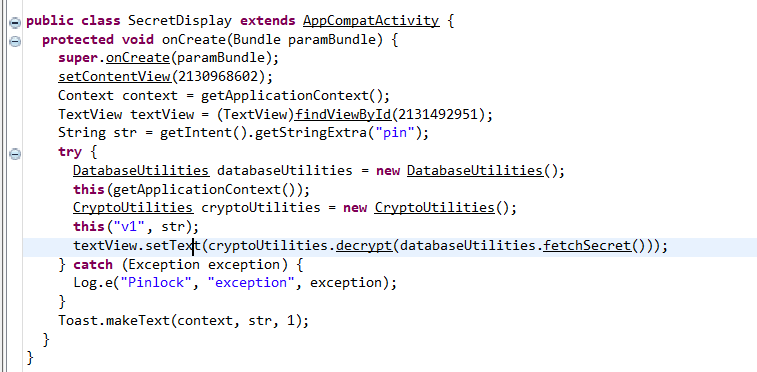 public class SecretDisplay extends AppCompatActivity {
protected void onCreate(Bundle paramBundle) {
super.onCreate(paramBundle);
setContentView(2130968602);
Context context = getApplicationContext();
TextView textView = (TextView)findViewById(2131492951);
String str = getIntent().getStringExtra("pin");
try {
DatabaseUtilities databaseUtilities = new DatabaseUtilities();
this(getApplicationContext());
CryptoUtilities cryptoUtilities = new CryptoUtilities();
this("v1", str);
textView.setText(cryptoUtilities.decrypt(databaseUtilities.fetchSecret()));
} catch (Exception exception) {
Log.e("Pinlock", "exception", exception);
}
Toast.makeText(context, str, 1);
}
}